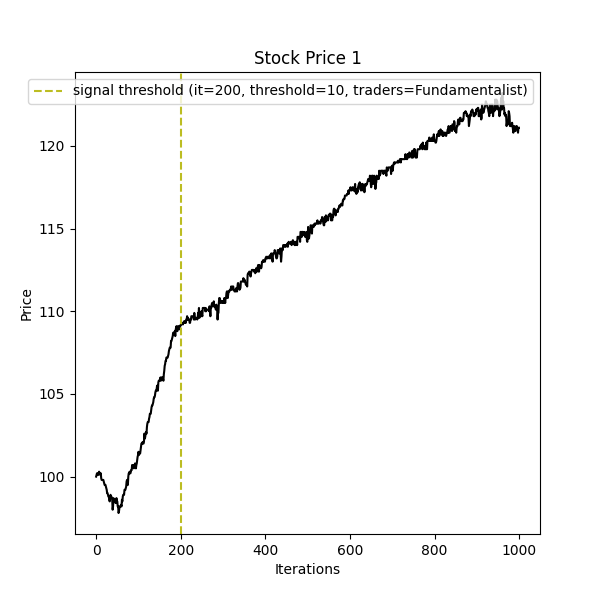 Stock Price 1
signal threshold (it=200, threshold=10, traders=Fundamentalist)
120
115
110
105
100
Price
0 200 400 600 800 1000
Iterations